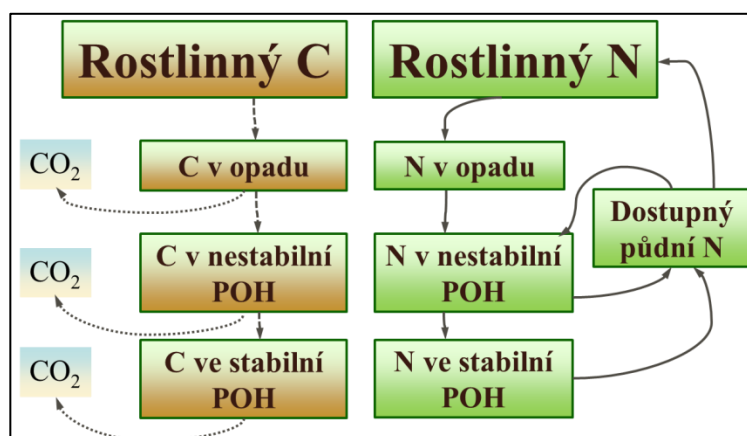 Rostlinný C
Rostlinný N
CO2
C v opadu
N v opadu
Dostupný
půdní N
CO2
C v nestabilní
POH
N v nestabilní
POH
CO2
C ve stabilní
POH
N ve stabilní
POH